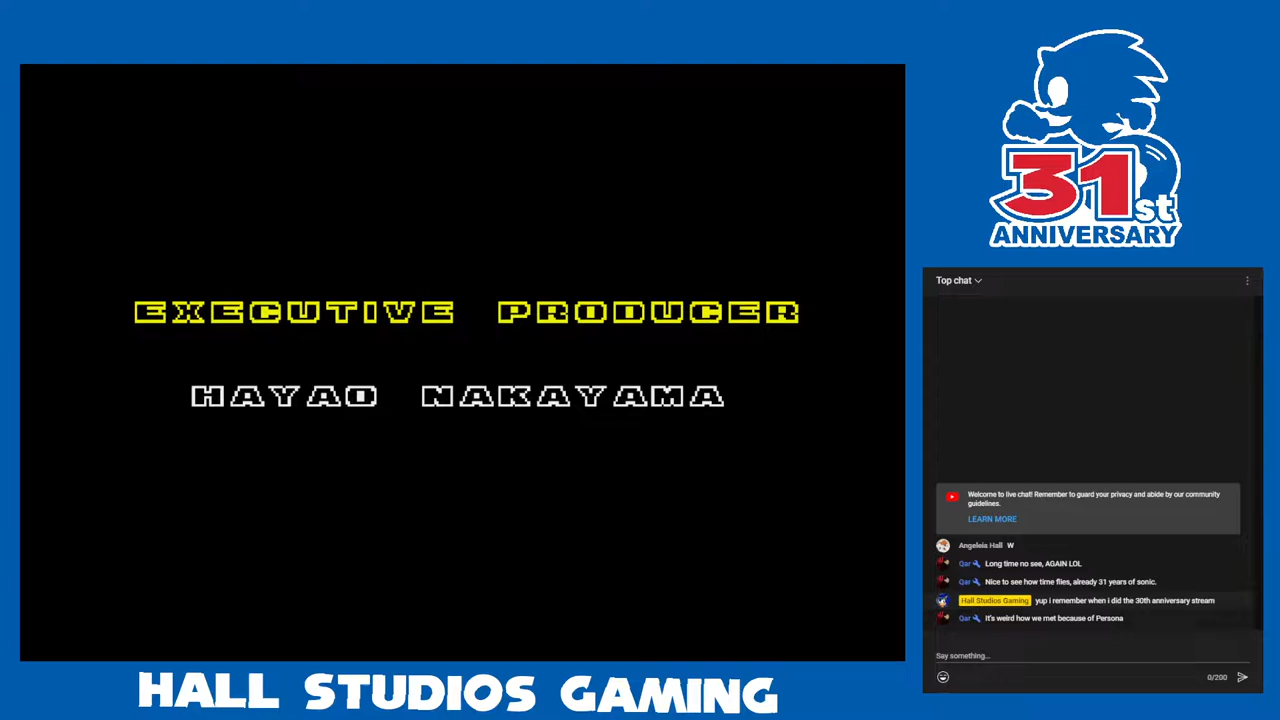 EXECUTIVE PRODUCER
HAYAO NAKAYAMA
HALL STUDIOS GAMING
31st
ANNIVERSARY
Top chat
Welcome to live chat! Remember to guard your privacy and abide by our community
guidelines.
LEARN MORE
Angeleia Hall W
Qar Long time no see, AGAIN LOL
Qar Nice to see how time flies, already 31 years of sonic.
Hall Studios Gaming yup i remember when i did the 30th anniversary stream
Qar It's weird how we met because of Persona
Say something...
0/200